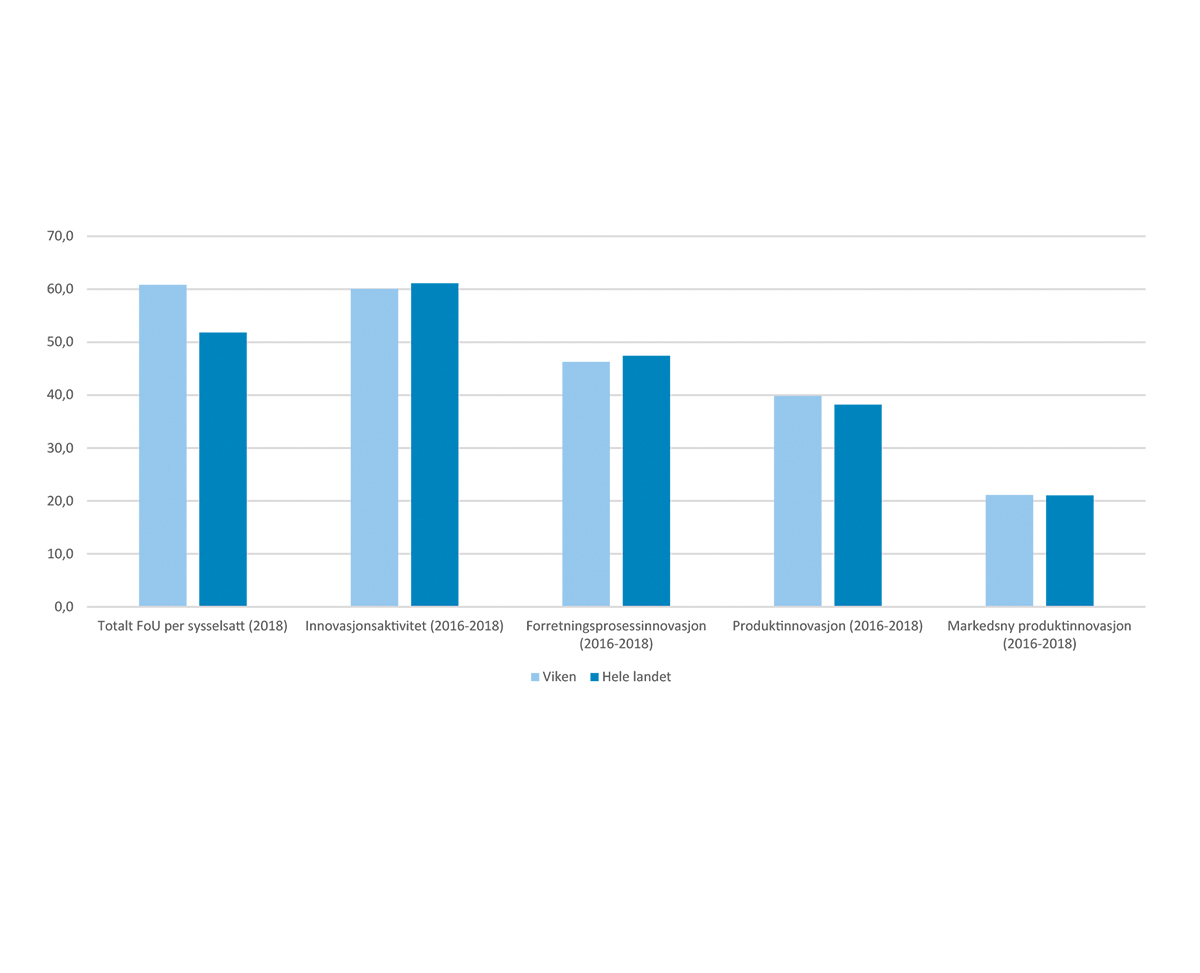 70,0
60,0
50,0
40,0
30,0
20,0
10,0
0,0
Totalt FoU per sysselsatt (2018)
Innovasjonsaktivitet (2016-2018)
Forretningsprosessinnovasjon
(2016-2018)
Produktinnovasjon (2016-2018)
Markedsny produktinnovasjon
(2016-2018)
Viken
Hele landet